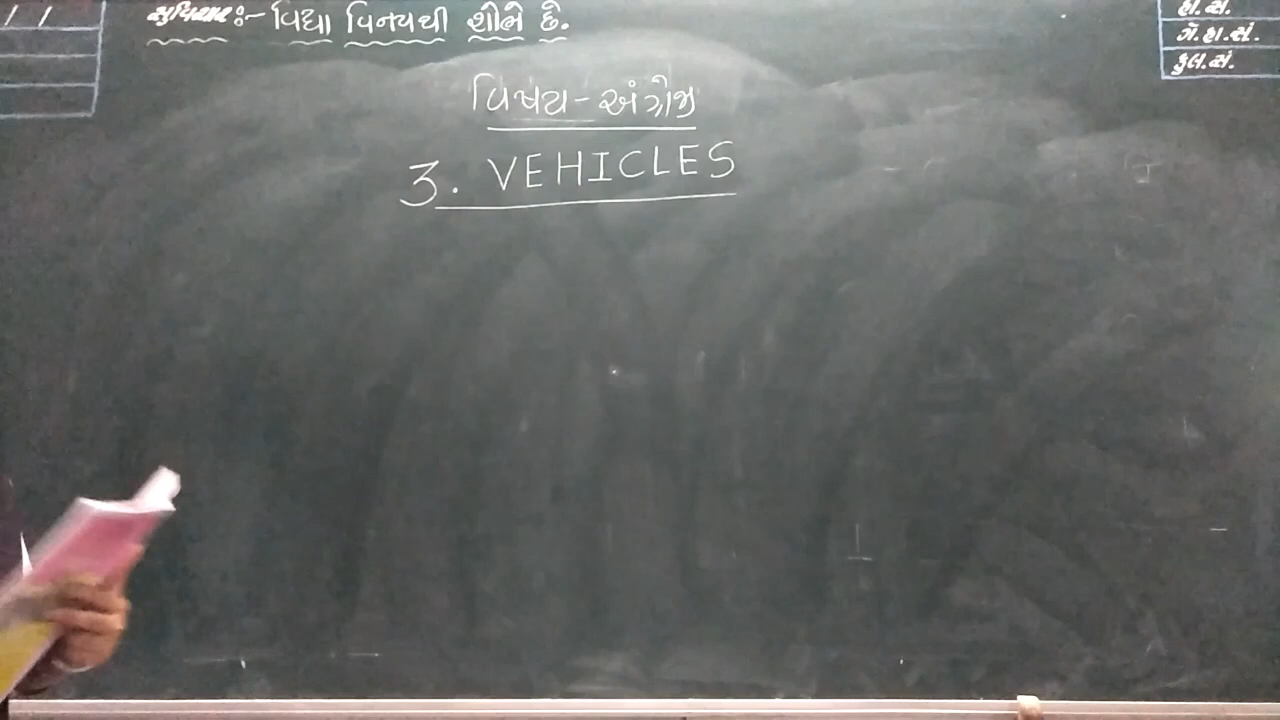 / /
સુવિચાર :- વિદ્યા વિનયથી શોભે છે.
હા.સં.
ગે.હા.સં.
કુલ.સં.
વિષય - અંગ્રેજી
3. VEHICLES